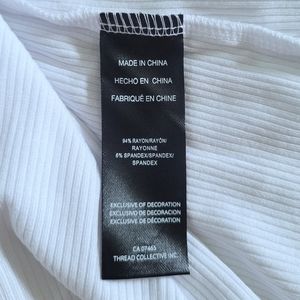 MADE IN CHINA
HECHO EN CHINA
FABRIQUÉ EN CHINE
94% RAYON/RAYÓN/
RAYONNE
6% SPANDEX/SPANDEX/
SPANDEX
EXCLUSIVE OF DECORATION
EXCLUSIVO DE DECORACION
EXCLUSIVE DE DÉCORATION
CA 07465
THREAD COLLECTIVE INC.